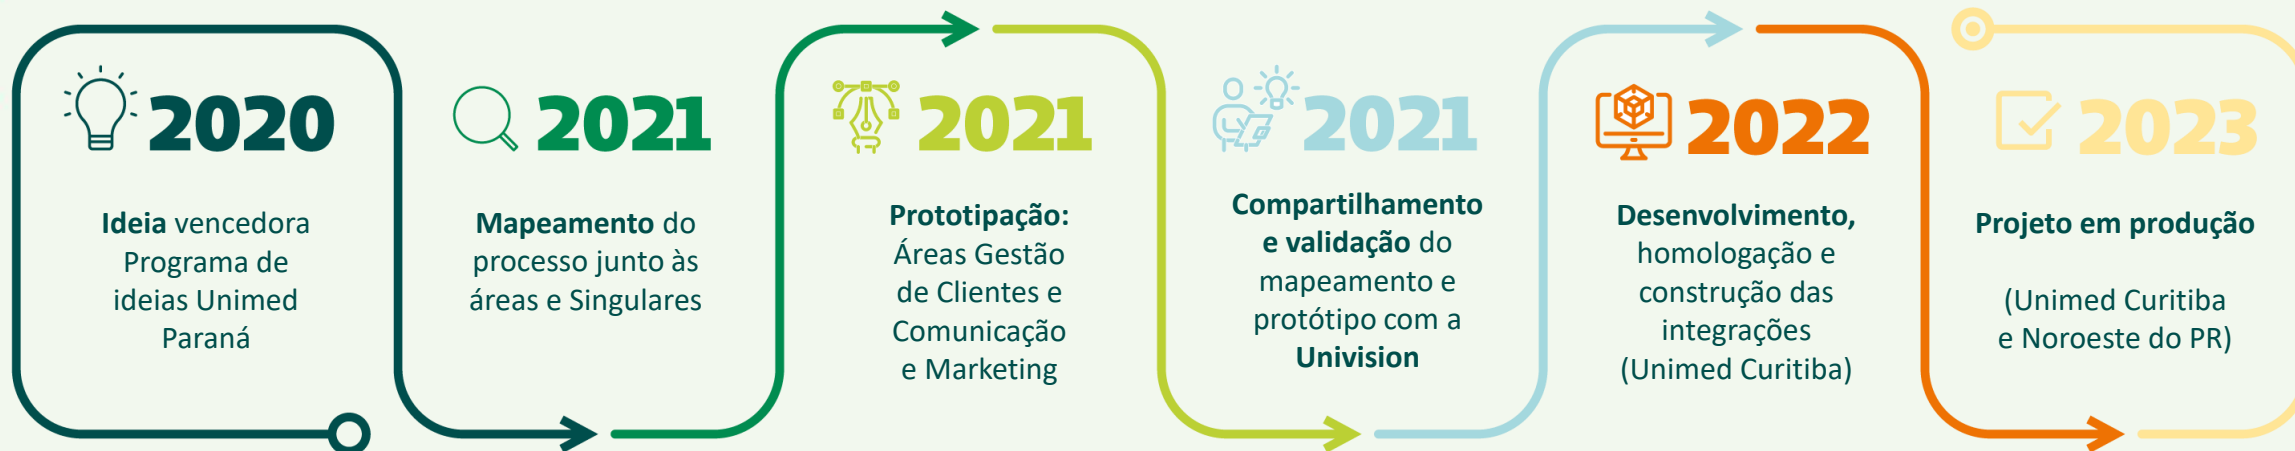 2020
Ideia vencedora
Programa de
ideias Unimed
Paraná
2021
Mapeamento do
processo junto às
áreas e Singulares
2021
Prototipação:
Áreas Gestão
de Clientes e
Comunicação
e Marketing
2021
Compartilhamento
e validação do
mapeamento e
protótipo com a
Univision
2022
Desenvolvimento,
homologação e
construção das
integrações
(Unimed Curitiba)
2023
Projeto em produção
(Unimed Curitiba
e Noroeste do PR)